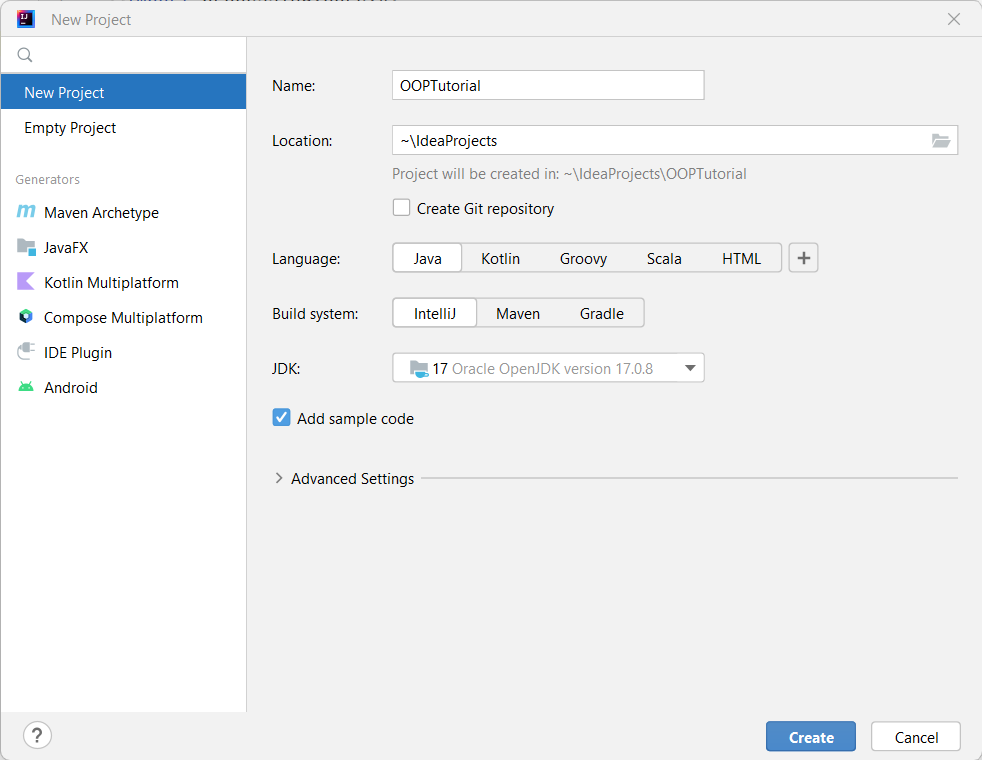 New Project
New Project
Empty Project
Generators
Maven Archetype
JavaFX
Kotlin Multiplatform
Compose Multiplatform
IDE Plugin
Android
Name: OOPTutorial
Location: ~\IdeaProjects
Project will be created in: ~\IdeaProjects\OOPTutorial
Create Git repository
Language: Java Kotlin Groovy Scala HTML +
Build system: IntelliJ Maven Gradle
JDK: 17 Oracle OpenJDK version 17.0.8
Add sample code
Advanced Settings
? Create Cancel